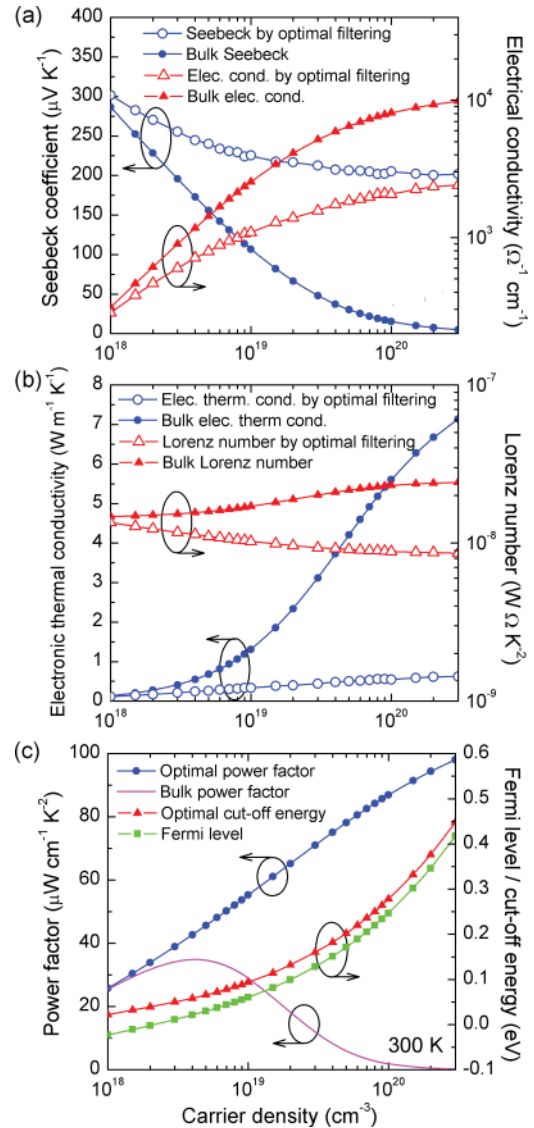 (a)
400
350
300
250
200
150
100
50
0
Seebeck coefficient (µV K⁻¹)
Seebeck by optimal filtering
Bulk Seebeck
Elec. cond. by optimal filtering
Bulk elec. cond.
10⁴
10³
Electrical conductivity (Ω⁻¹ cm⁻¹)
10¹⁸ 10¹⁹ 10²⁰
(b)
8
7
6
5
4
3
2
1
0
Electronic thermal conductivity (W m⁻¹ K⁻¹)
Elec. therm. cond. by optimal filtering
Bulk elec. therm cond.
Lorenz number by optimal filtering
Bulk Lorenz number
10⁻⁷
10⁻⁸
10⁻⁹
Lorenz number (W Ω K⁻²)
10¹⁸ 10¹⁹ 10²⁰
(c)
100
80
60
40
20
0
Power factor (µW cm⁻¹ K⁻²)
Optimal power factor
Bulk power factor
Optimal cut-off energy
Fermi level
0.6
0.5
0.4
0.3
0.2
0.1
0.0
-0.1
Fermi level / cut-off energy (eV)
300 K
10¹⁸ 10¹⁹ 10²⁰
Carrier density (cm⁻³)